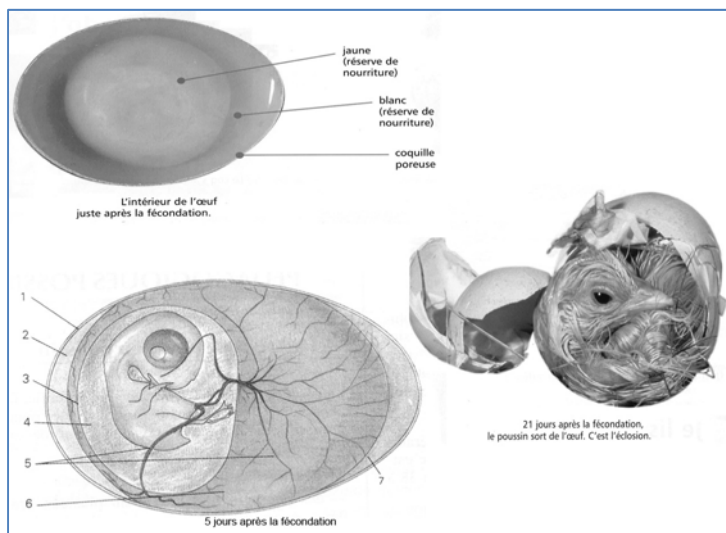 jaune
(réserve de
nourriture)
blanc
(réserve de
nourriture)
coquille
poreuse
L'intérieur de l'œuf
juste après la fécondation.
1
2
3
4
5
6
7
5 jours après la fécondation
21 jours après la fécondation,
le poussin sort de l'œuf. C'est l'éclosion.